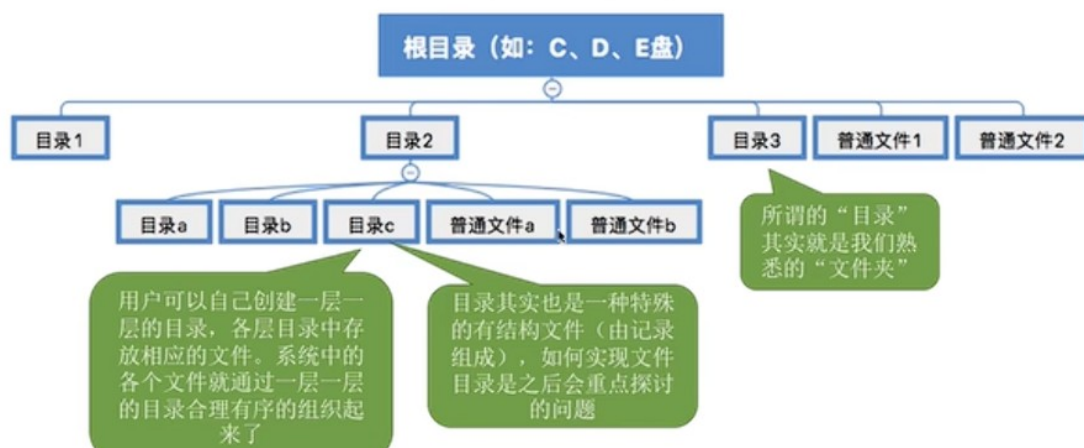 根目录（如：C、D、E盘）
目录1
目录2
目录3
普通文件1
普通文件2
目录a
目录b
目录c
普通文件a
普通文件b
所谓的“目录”
其实就是我们熟
悉的“文件夹”
用户可以自己创建一层一
层的目录，各层目录中存
放相应的文件。系统中的
各个文件就通过一层一层
的目录合理有序的组织起
来了
目录其实也是一种特殊
的有结构文件（由记录
组成），如何实现文件
目录是之后会重点探讨
的问题